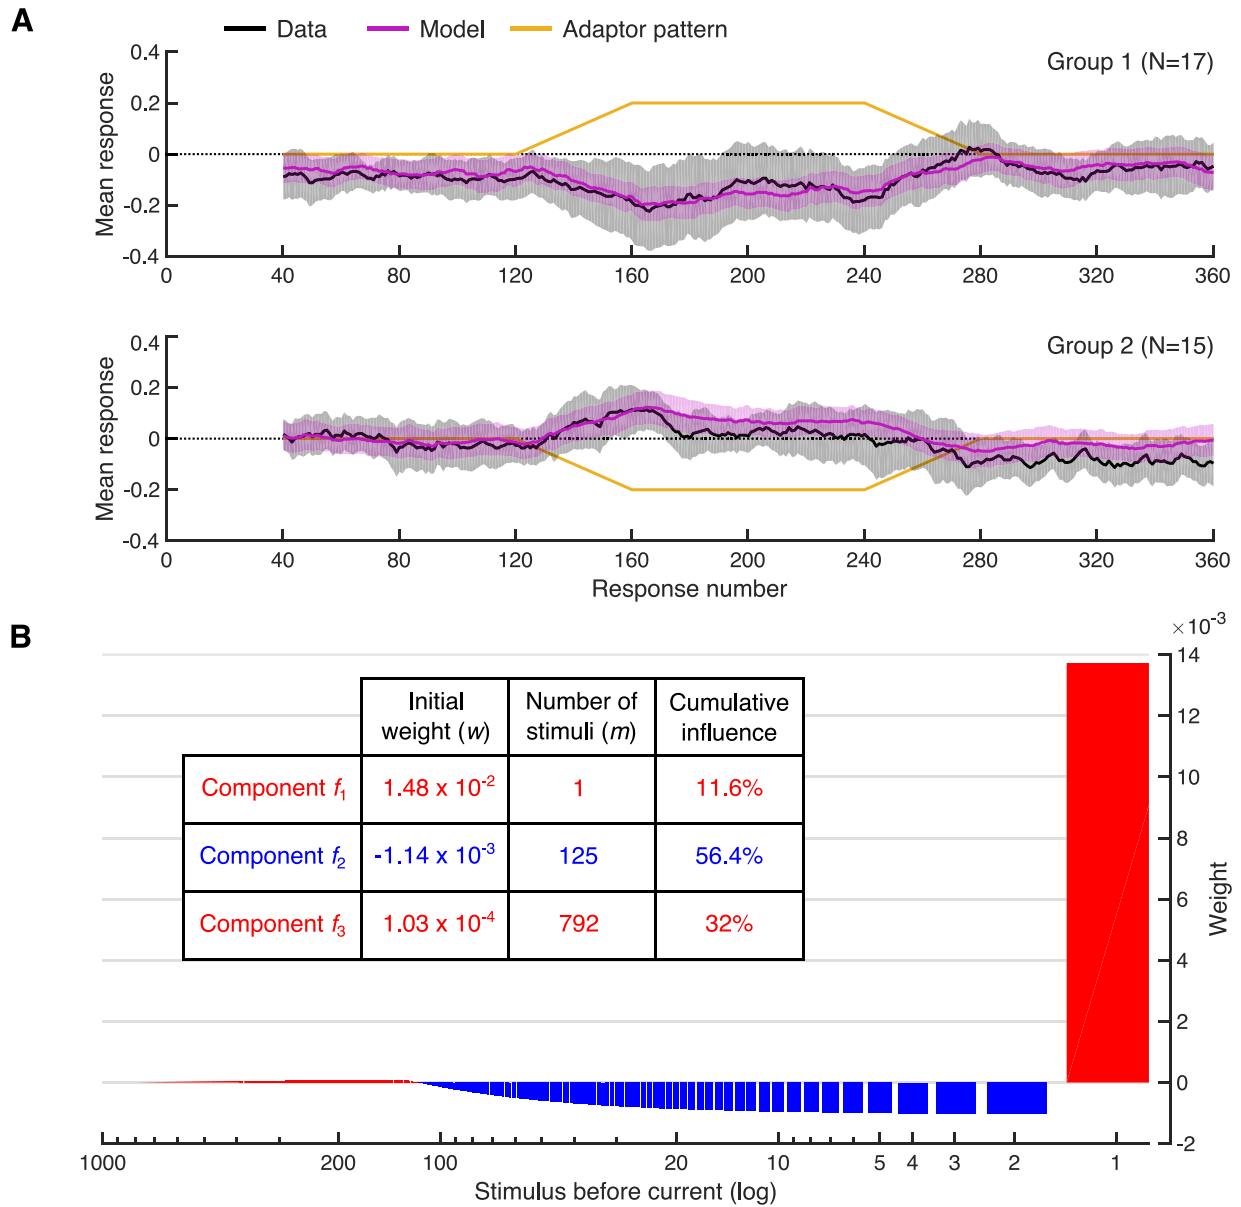 A
Data Model Adaptor pattern
Group 1 (N=17)
Mean response
0.4
0.2
0
-0.2
-0.4
0 40 80 120 160 200 240 280 320 360
Group 2 (N=15)
Mean response
0.4
0.2
0
-0.2
-0.4
0 40 80 120 160 200 240 280 320 360
Response number
B
×10-3
14
12
10
8
6
4
2
0
-2
Weight
Initial weight (w)
Number of stimuli (m)
Cumulative influence
Component f1 1.48 x 10-2 1 11.6%
Component f2 -1.14 x 10-3 125 56.4%
Component f3 1.03 x 10-4 792 32%
1000 200 100 20 10 5 4 3 2 1
Stimulus before current (log)